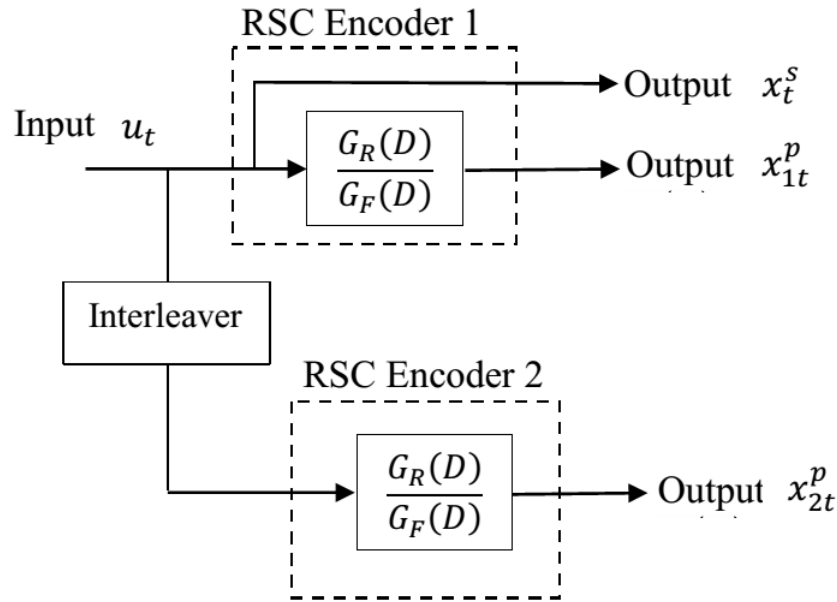 RSC Encoder 1
Output x_t^s
Input u_t
G_R(D)
G_F(D)
Output x_{1t}^p
Interleaver
RSC Encoder 2
G_R(D)
G_F(D)
Output x_{2t}^p